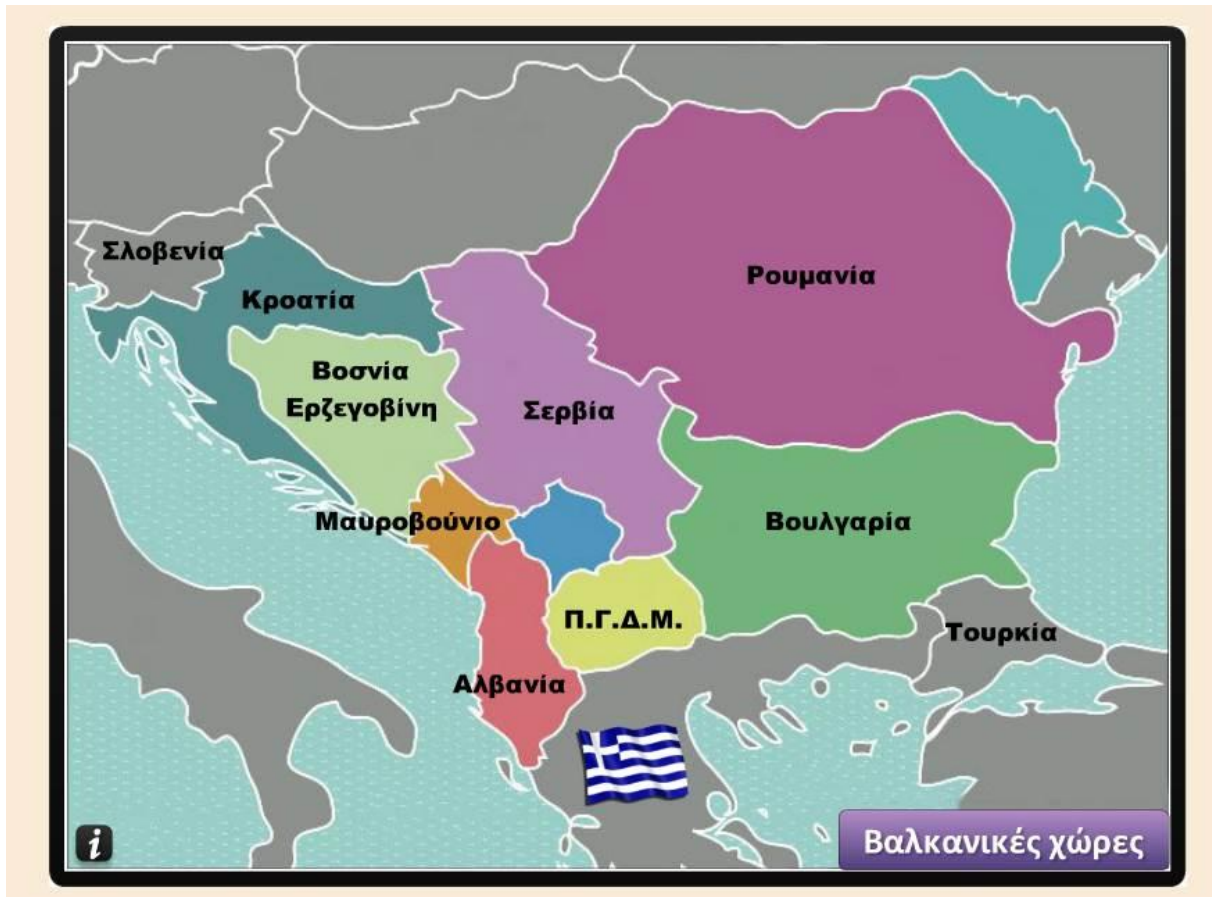 Σλοβενία
Κροατία
Ρουμανία
Βοσνία
Ερζεγοβίνη
Σερβία
Μαυροβούνιο
Βουλγαρία
Π.Γ.Δ.Μ.
Τουρκία
Αλβανία
i
Βαλκανικές χώρες